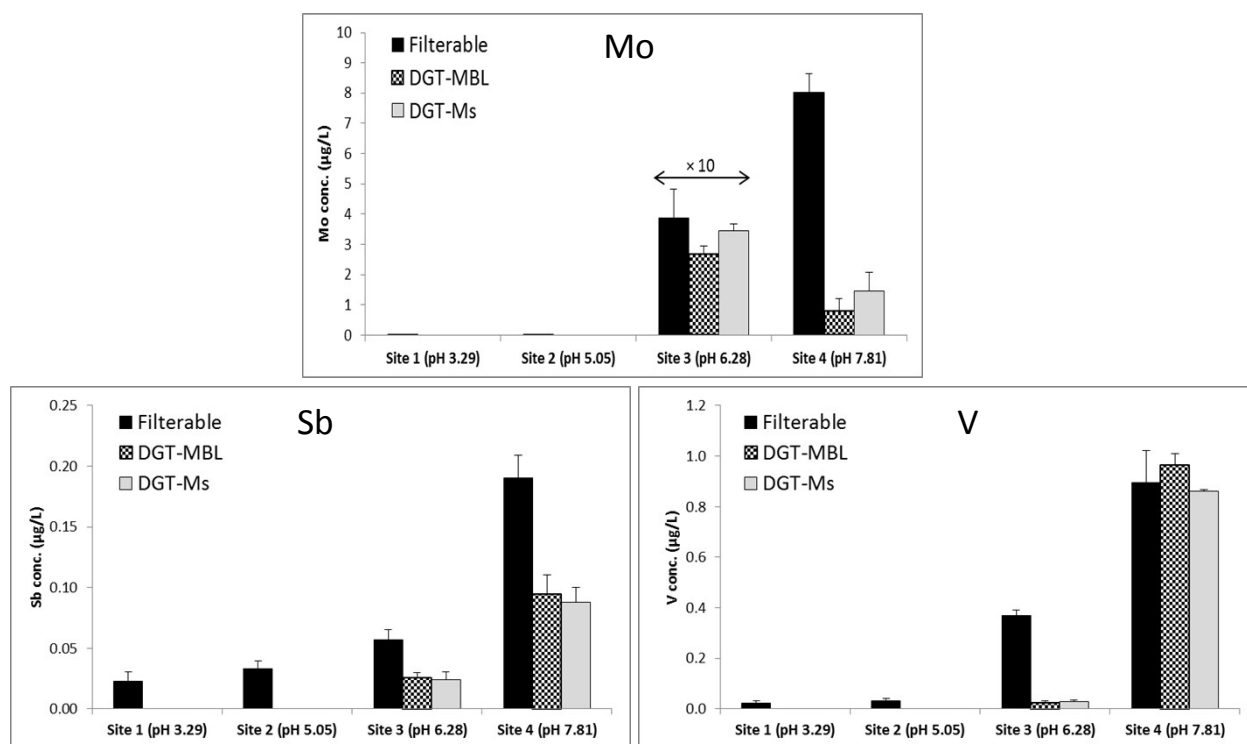 Mo
Filterable
DGT-MBL
DGT-Ms
Mo conc. (µg/L)
10
9
8
7
6
5
4
3
2
1
0
× 10
Site 1 (pH 3.29) Site 2 (pH 5.05) Site 3 (pH 6.28) Site 4 (pH 7.81)
Sb
Filterable
DGT-MBL
DGT-Ms
Sb conc. (µg/L)
0.25
0.20
0.15
0.10
0.05
0.00
Site 1 (pH 3.29) Site 2 (pH 5.05) Site 3 (pH 6.28) Site 4 (pH 7.81)
V
Filterable
DGT-MBL
DGT-Ms
V conc. (µg/L)
1.2
1.0
0.8
0.6
0.4
0.2
0.0
Site 1 (pH 3.29) Site 2 (pH 5.05) Site 3 (pH 6.28) Site 4 (pH 7.81)